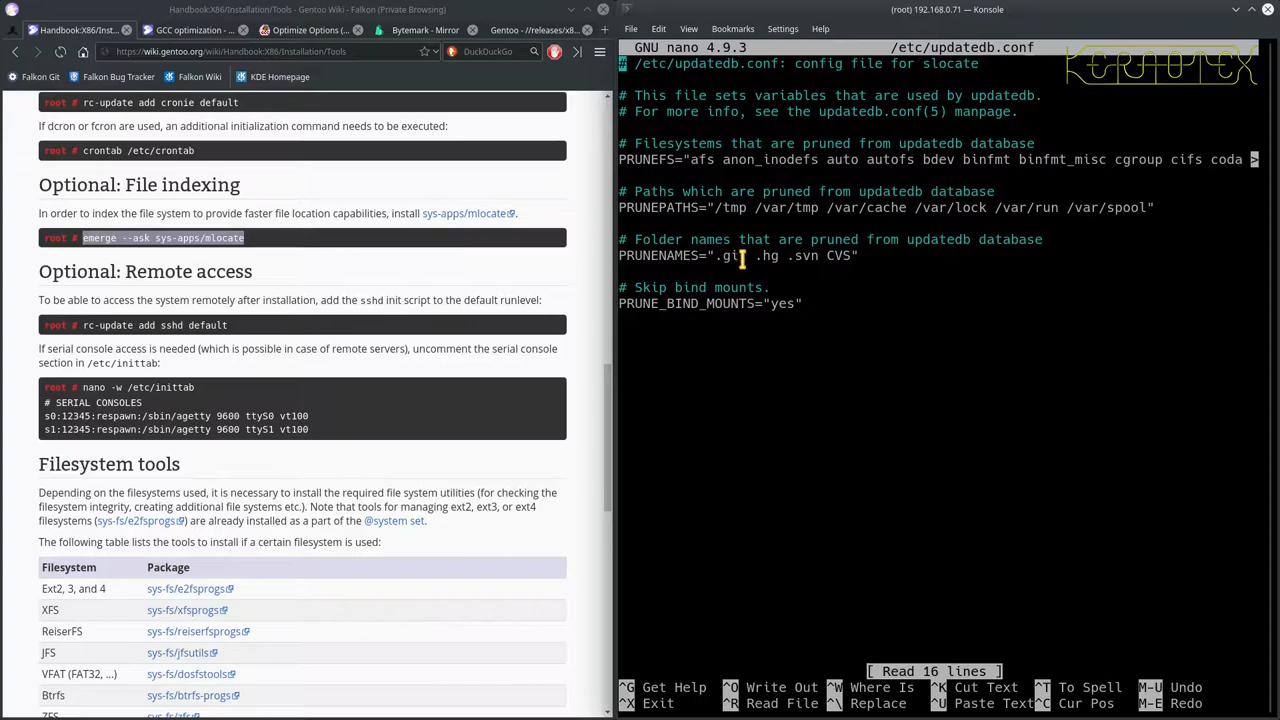 Handbook:X86/Installation/Tools - Gentoo Wiki - Falkon (Private Browsing)
Handbook:X86/Inst...
GCC optimization - ...
Optimize Options (...
Bytemark - Mirror
Gentoo - /releases/x8...
https://wiki.gentoo.org/wiki/Handbook:X86/Installation/Tools
DuckDuckGo
Falkon Git
Falkon Bug Tracker
Falkon Wiki
KDE Homepage
root # rc-update add cronie default
If dcron or fcron are used, an additional initialization command needs to be executed:
root # crontab /etc/crontab
Optional: File indexing
In order to index the file system to provide faster file location capabilities, install sys-apps/mlocate.
root # emerge --ask sys-apps/mlocate
Optional: Remote access
To be able to access the system remotely after installation, add the sshd init script to the default runlevel:
root # rc-update add sshd default
If serial console access is needed (which is possible in case of remote servers), uncomment the serial console
section in /etc/inittab:
root # nano -w /etc/inittab
# SERIAL CONSOLES
s0:12345:respawn:/sbin/agetty 9600 ttyS0 vt100
s1:12345:respawn:/sbin/agetty 9600 ttyS1 vt100
Filesystem tools
Depending on the filesystems used, it is necessary to install the required file system utilities (for checking the
filesystem integrity, creating additional file systems etc.). Note that tools for managing ext2, ext3, or ext4
filesystems (sys-fs/e2fsprogs) are already installed as a part of the @system set.
The following table lists the tools to install if a certain filesystem is used:
Filesystem Package
Ext2, 3, and 4 sys-fs/e2fsprogs
XFS sys-fs/xfsprogs
ReiserFS sys-fs/reiserfsprogs
JFS sys-fs/jfsutils
VFAT (FAT32, ...) sys-fs/dosfstools
Btrfs sys-fs/btrfs-progs
ZFS sys-fs/zfs
(root) 192.168.0.71 — Konsole
File Edit View Bookmarks Settings Help
GNU nano 4.9.3 /etc/updatedb.conf
# /etc/updatedb.conf: config file for slocate
# This file sets variables that are used by updatedb.
# For more info, see the updatedb.conf(5) manpage.
# Filesystems that are pruned from updatedb database
PRUNEFS="afs anon_inodefs auto autofs bdev binfmt binfmt_misc cgroup cifs coda >
# Paths which are pruned from updatedb database
PRUNEPATHS="/tmp /var/tmp /var/cache /var/lock /var/run /var/spool"
# Folder names that are pruned from updatedb database
PRUNENAMES=".git .hg .svn CVS"
# Skip bind mounts.
PRUNE_BIND_MOUNTS="yes"
[ Read 16 lines ]
^G Get Help ^O Write Out ^W Where Is ^K Cut Text ^T To Spell M-U Undo
^X Exit ^R Read File ^\ Replace ^U Paste Text ^C Cur Pos M-E Redo